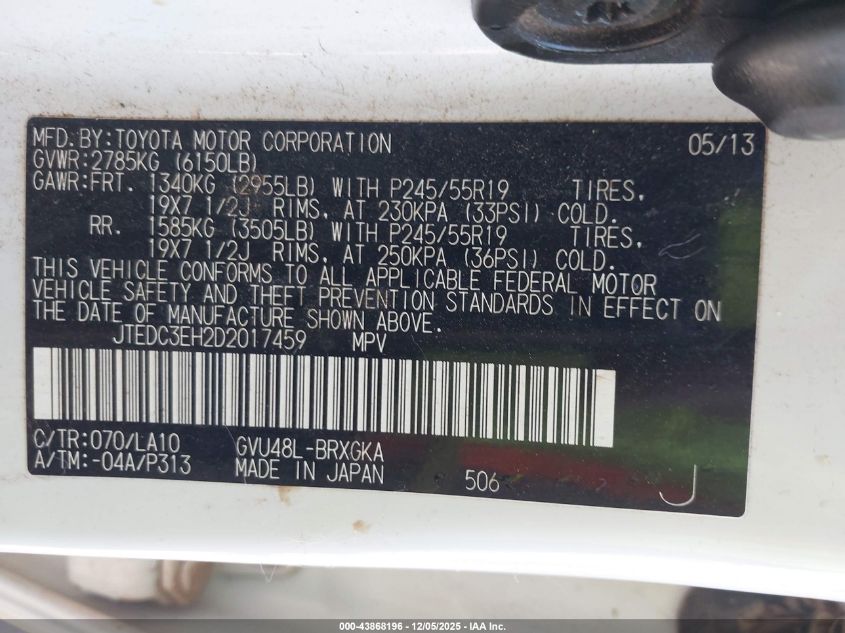 MFD. BY: TOYOTA MOTOR CORPORATION 05/13
GVWR: 2785KG (6150LB)
GAWR: FRT. 1340KG (2955LB) WITH P245/55R19 TIRES,
19X7 1/2J RIMS, AT 230KPA (33PSI) COLD.
RR. 1585KG (3505LB) WITH P245/55R19 TIRES,
19X7 1/2J RIMS, AT 250KPA (36PSI) COLD.
THIS VEHICLE CONFORMS TO ALL APPLICABLE FEDERAL MOTOR
VEHICLE SAFETY AND THEFT PREVENTION STANDARDS IN EFFECT ON
THE DATE OF MANUFACTURE SHOWN ABOVE.
JTEDC3EH2D2017459 MPV
C/TR: 070/LA10 GVU48L-BRXGKA
A/TM: -04A/P313 MADE IN JAPAN 506 J
000-43868196 - 12/05/2025 - IAA Inc.